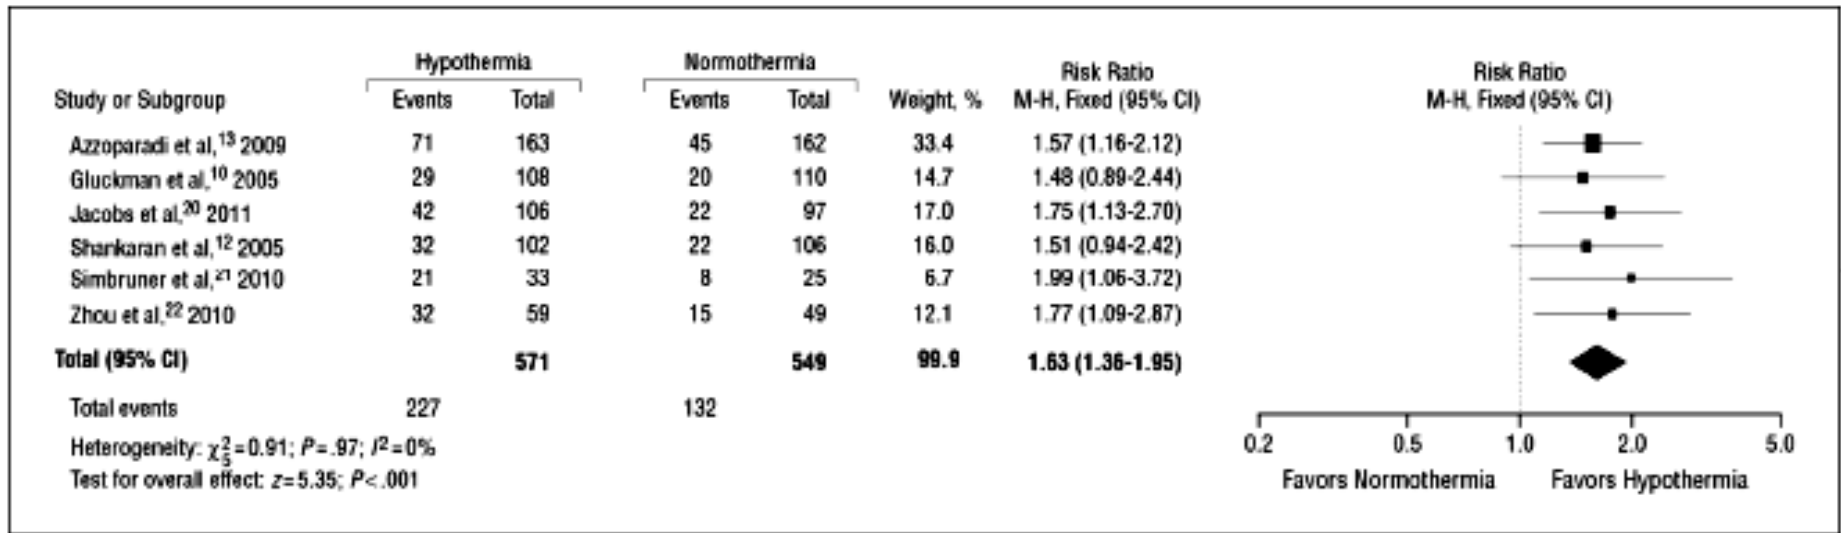 Hypothermia Normothermia Risk Ratio Risk Ratio
Study or Subgroup Events Total Events Total Weight, % M-H, Fixed (95% CI) M-H, Fixed (95% CI)
Azzoparadi et al,13 2009 71 163 45 162 33.4 1.57 (1.16-2.12)
Gluckman et al,10 2005 29 108 20 110 14.7 1.48 (0.89-2.44)
Jacobs et al,20 2011 42 106 22 97 17.0 1.75 (1.13-2.70)
Shankaran et al,12 2005 32 102 22 106 16.0 1.51 (0.94-2.42)
Simbruner et al,21 2010 21 33 8 25 6.7 1.99 (1.06-3.72)
Zhou et al,22 2010 32 59 15 49 12.1 1.77 (1.09-2.87)
Total (95% CI) 571 549 99.9 1.63 (1.36-1.95)
Total events 227 132
Heterogeneity: χ²₅=0.91; P=.97; I²=0%
Test for overall effect: z=5.35; P<.001
0.2 0.5 1.0 2.0 5.0
Favors Normothermia Favors Hypothermia